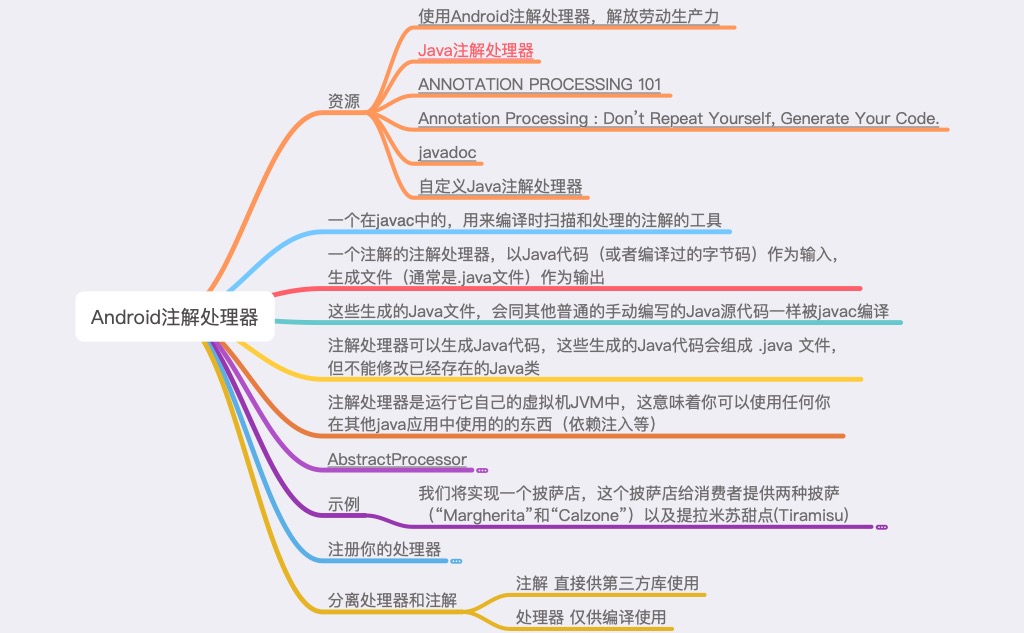 使用Android注解处理器，解放劳动生产力
Java注解处理器
ANNOTATION PROCESSING 101
资源
Annotation Processing : Don’t Repeat Yourself, Generate Your Code.
javadoc
自定义Java注解处理器
一个在javac中的，用来编译时扫描和处理的注解的工具
一个注解的注解处理器，以Java代码（或者编译过的字节码）作为输入，
生成文件（通常是.java文件）作为输出
Android注解处理器
这些生成的Java文件，会同其他普通的手动编写的Java源代码一样被javac编译
注解处理器可以生成Java代码，这些生成的Java代码会组成 .java 文件，
但不能修改已经存在的Java类
注解处理器是运行它自己的虚拟机JVM中，这意味着你可以使用任何你
在其他java应用中使用的的东西（依赖注入等）
AbstractProcessor
示例
我们将实现一个披萨店，这个披萨店给消费者提供两种披萨
（“Margherita”和“Calzone”）以及提拉米苏甜点(Tiramisu)
注册你的处理器
分离处理器和注解
注解 直接供第三方库使用
处理器 仅供编译使用